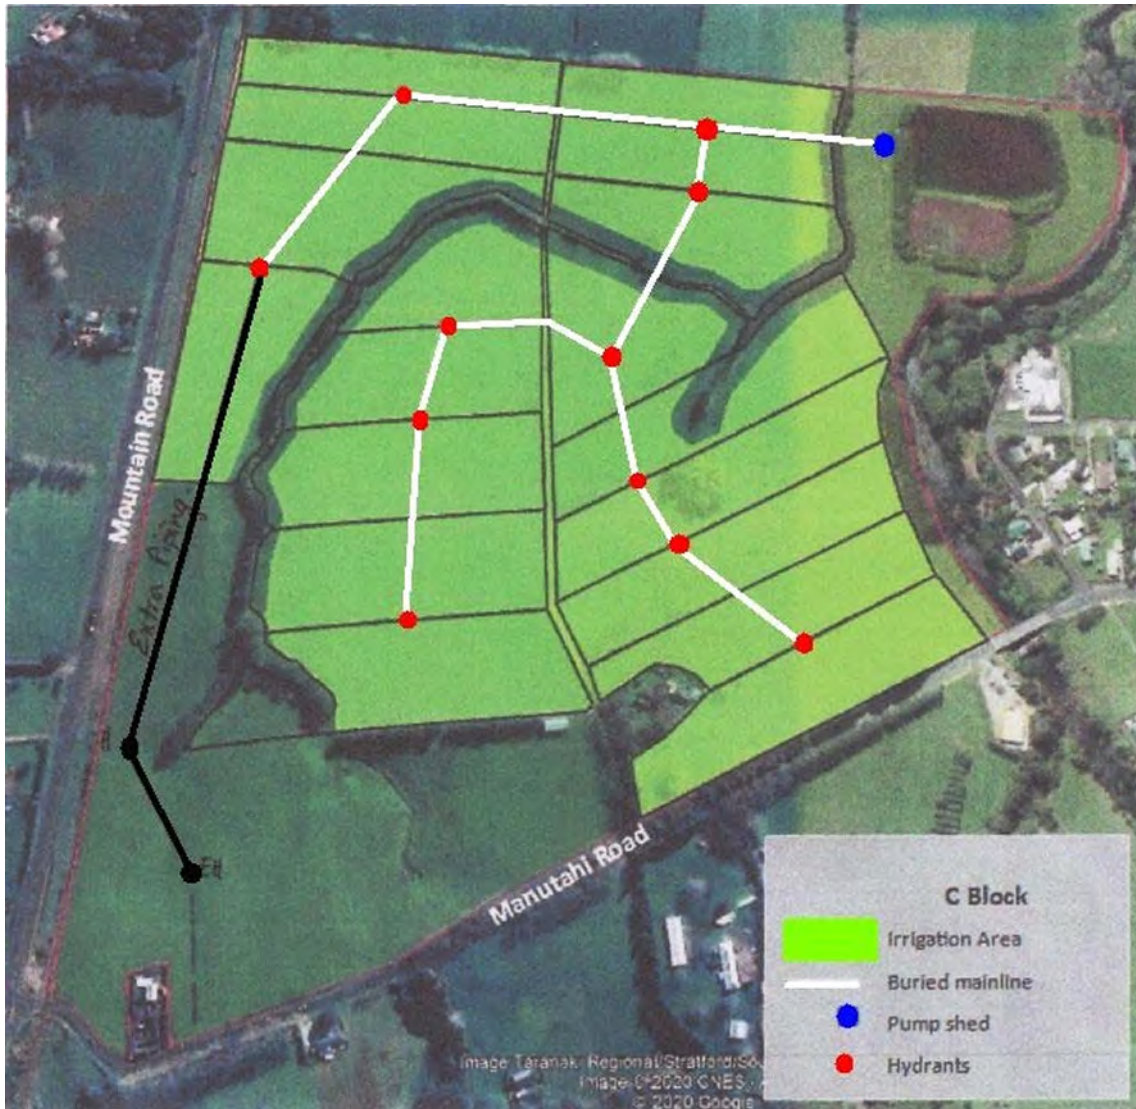 Mountain Road
Extra Piping
Manutahi Road
C Block
Irrigation Area
Buried mainline
Pump shed
Hydrants
Image Taranaki Regional/Stratford/Sou
Image © 2020 CNES
© 2020 Google